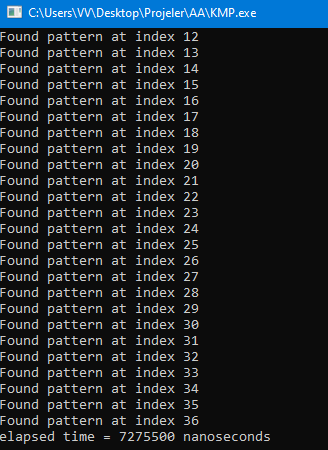 C:\Users\VV\Desktop\Projeler\AA\KMP.exe
Found pattern at index 12
Found pattern at index 13
Found pattern at index 14
Found pattern at index 15
Found pattern at index 16
Found pattern at index 17
Found pattern at index 18
Found pattern at index 19
Found pattern at index 20
Found pattern at index 21
Found pattern at index 22
Found pattern at index 23
Found pattern at index 24
Found pattern at index 25
Found pattern at index 26
Found pattern at index 27
Found pattern at index 28
Found pattern at index 29
Found pattern at index 30
Found pattern at index 31
Found pattern at index 32
Found pattern at index 33
Found pattern at index 34
Found pattern at index 35
Found pattern at index 36
elapsed time = 7275500 nanoseconds